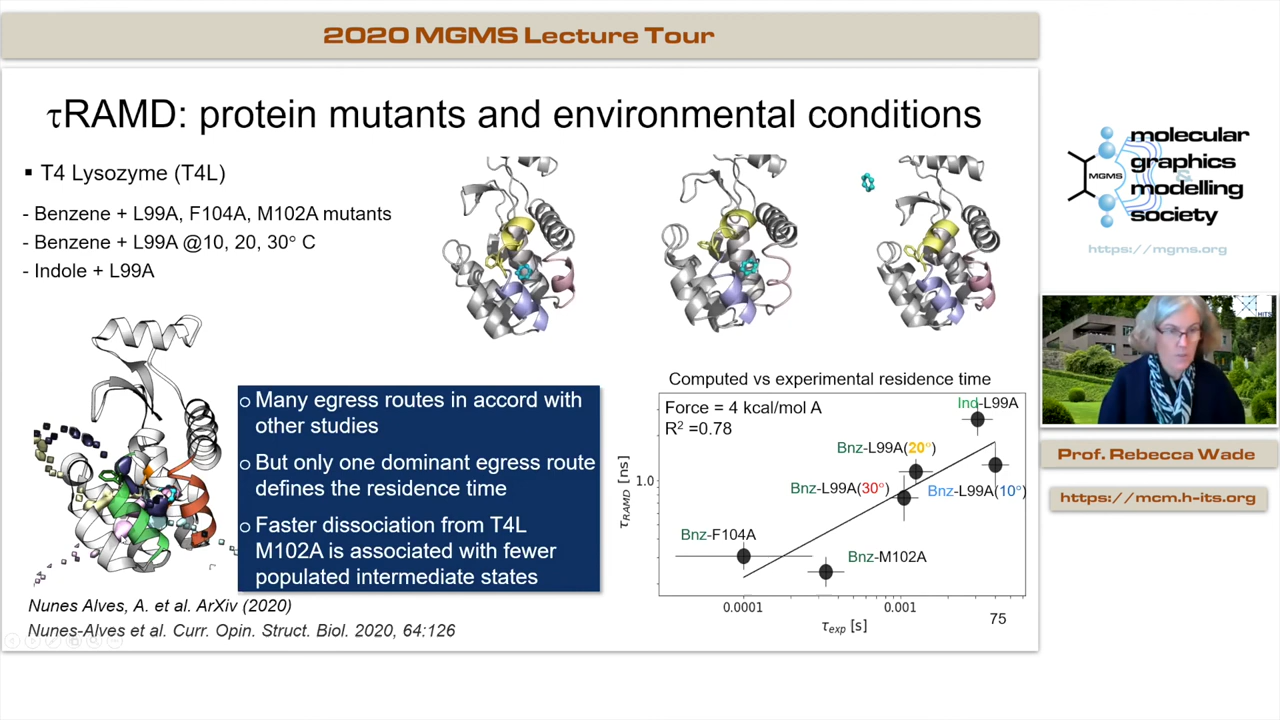 2020 MGMS Lecture Tour
τRAMD: protein mutants and environmental conditions
▪ T4 Lysozyme (T4L)
- Benzene + L99A, F104A, M102A mutants
- Benzene + L99A @10, 20, 30° C
- Indole + L99A
o Many egress routes in accord with
other studies
o But only one dominant egress route
defines the residence time
o Faster dissociation from T4L
M102A is associated with fewer
populated intermediate states
Nunes Alves, A. et al. ArXiv (2020)
Nunes-Alves et al. Curr. Opin. Struct. Biol. 2020, 64:126
Computed vs experimental residence time
Force = 4 kcal/mol A
R² =0.78
Ind-L99A
Bnz-L99A(20°)
Bnz-L99A(30°)
Bnz-L99A(10°)
Bnz-F104A
Bnz-M102A
τRAMD [ns]
1.0
0.0001
0.001
τexp [s]
75
MGMS
molecular
graphics
&
modelling
society
https://mgms.org
HITS
Prof. Rebecca Wade
https://mcm.h-its.org